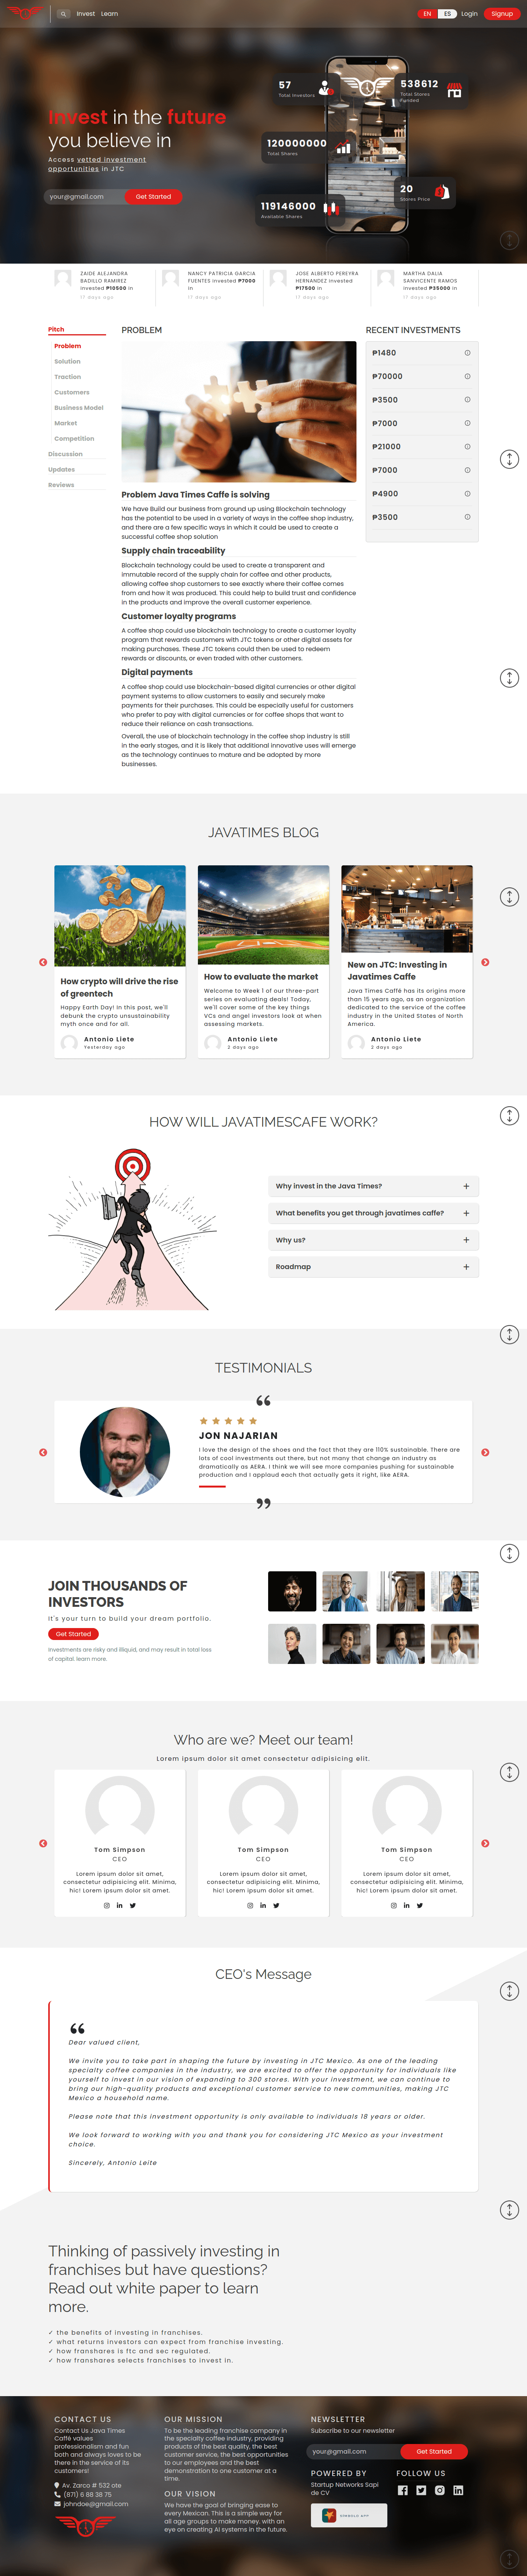 Invest
Learn
EN
ES
Login
Signup
Invest in the future
you believe in
Access vetted investment
opportunities in JTC
your@gmail.com
Get Started
57
Total Investors
538612
Total Stores
Funded
120000000
Total Shares
20
Stores Price
119146000
Available Shares
ZAIDE ALEJANDRA
BADILLO RAMIREZ
invested ₱10500 in
17 days ago
NANCY PATRICIA GARCIA
FUENTES invested ₱7000
in
17 days ago
JOSE ALBERTO PEREYRA
HERNANDEZ invested
₱17500 in
17 days ago
MARTHA DALIA
SANVICENTE RAMOS
invested ₱35000 in
17 days ago
Pitch
Problem
Solution
Traction
Customers
Business Model
Market
Competition
Discussion
Updates
Reviews
PROBLEM
Problem Java Times Caffe is solving
We have Build our business from ground up using Blockchain technology
has the potential to be used in a variety of ways in the coffee shop industry,
and there are a few specific ways in which it could be used to create a
successful coffee shop solution
Supply chain traceability
Blockchain technology could be used to create a transparent and
immutable record of the supply chain for coffee and other products,
allowing coffee shop customers to see exactly where their coffee comes
from and how it was produced. This could help to build trust and confidence
in the products and improve the overall customer experience.
Customer loyalty programs
A coffee shop could use blockchain technology to create a customer loyalty
program that rewards customers with JTC tokens or other digital assets for
making purchases. These JTC tokens could then be used to redeem
rewards or discounts, or even traded with other customers.
Digital payments
A coffee shop could use blockchain-based digital currencies or other digital
payment systems to allow customers to easily and securely make
payments for their purchases. This could be especially useful for customers
who prefer to pay with digital currencies or for coffee shops that want to
reduce their reliance on cash transactions.
Overall, the use of blockchain technology in the coffee shop industry is still
in the early stages, and it is likely that additional innovative uses will emerge
as the technology continues to mature and be adopted by more
businesses.
RECENT INVESTMENTS
₱1480
₱70000
₱3500
₱7000
₱21000
₱7000
₱4900
₱3500
JAVATIMES BLOG
How crypto will drive the rise
of greentech
Happy Earth Day! In this post, we'll
debunk the crypto unsustainability
myth once and for all.
Antonio Liete
Yesterday ago
How to evaluate the market
Welcome to Week 1 of our three-part
series on evaluating deals! Today,
we'll cover some of the key things
VCs and angel investors look at when
assessing markets.
Antonio Liete
2 days ago
New on JTC: Investing in
Javatimes Caffe
Java Times Caffé has its origins more
than 15 years ago, as an organization
dedicated to the service of the coffee
industry in the United States of North
America.
Antonio Liete
2 days ago
HOW WILL JAVATIMESCAFE WORK?
Why invest in the Java Times?
What benefits you get through javatimes caffe?
Why us?
Roadmap
TESTIMONIALS
JON NAJARIAN
I love the design of the shoes and the fact that they are 110% sustainable. There are
lots of cool investments out there, but not many that change an industry as
dramatically as AERA. I think we will see more companies pushing sustainable
production and I applaud each that actually gets it right, like AERA.
JOIN THOUSANDS OF
INVESTORS
It's your turn to build your dream portfolio.
Get Started
Investments are risky and illiquid, and may result in total loss
of capital. learn more.
Who are we? Meet our team!
Lorem ipsum dolor sit amet consectetur adipisicing elit.
Tom Simpson
CEO
Lorem ipsum dolor sit amet,
consectetur adipisicing elit. Minima,
hic! Lorem ipsum dolor sit amet.
Tom Simpson
CEO
Lorem ipsum dolor sit amet,
consectetur adipisicing elit. Minima,
hic! Lorem ipsum dolor sit amet.
Tom Simpson
CEO
Lorem ipsum dolor sit amet,
consectetur adipisicing elit. Minima,
hic! Lorem ipsum dolor sit amet.
CEO's Message
Dear valued client,
We invite you to take part in shaping the future by investing in JTC Mexico. As one of the leading
specialty coffee companies in the industry, we are excited to offer the opportunity for individuals like
yourself to invest in our vision of expanding to 300 stores. With your investment, we can continue to
bring our high-quality products and exceptional customer service to new communities, making JTC
Mexico a household name.
Please note that this investment opportunity is only available to individuals 18 years or older.
We look forward to working with you and thank you for considering JTC Mexico as your investment
choice.
Sincerely, Antonio Leite
Thinking of passively investing in
franchises but have questions?
Read out white paper to learn
more.
✓ the benefits of investing in franchises.
✓ what returns investors can expect from franchise investing.
✓ how franshares is ftc and sec regulated.
✓ how franshares selects franchises to invest in.
CONTACT US
Contact Us Java Times
Caffé values
professionalism and fun
both and always loves to be
there in the service of its
customers!
Av. Zarco # 532 ote
(871) 6 88 38 75
johndoe@gmail.com
OUR MISSION
To be the leading franchise company in
the specialty coffee industry, providing
products of the best quality, the best
customer service, the best opportunities
to our employees and the best
demonstration to one customer at a
time.
OUR VISION
We have the goal of bringing ease to
every Mexican. This is a simple way for
all age groups to make money. with an
eye on creating AI systems in the future.
NEWSLETTER
Subscribe to our newsletter
your@gmail.com
Get Started
POWERED BY
Startup Networks Sapi
de CV
FOLLOW US